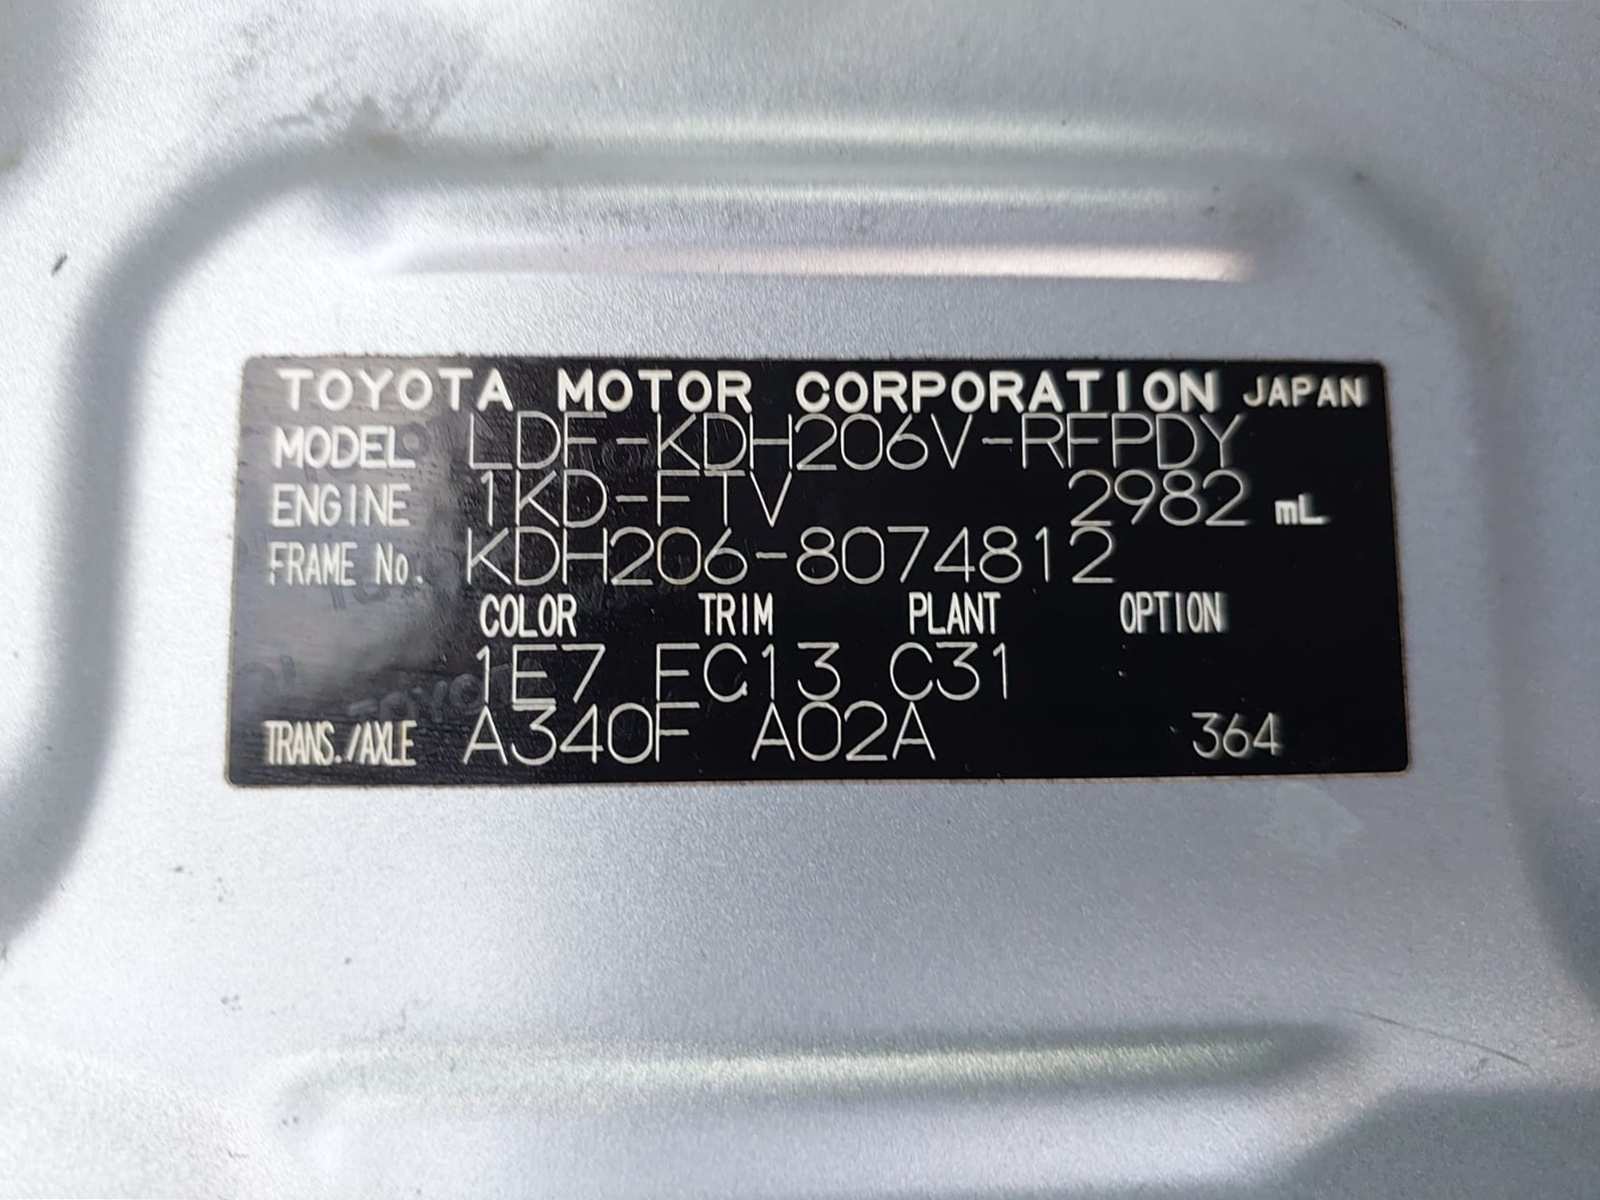 TOYOTA MOTOR CORPORATION JAPAN
MODEL LDF-KDH206V-RFPDY
ENGINE 1KD-FTV 2982 mL
FRAME No. KDH206-8074812
COLOR TRIM PLANT OPTION
1E7 FC13 C31
TRANS./AXLE A340F A02A 364